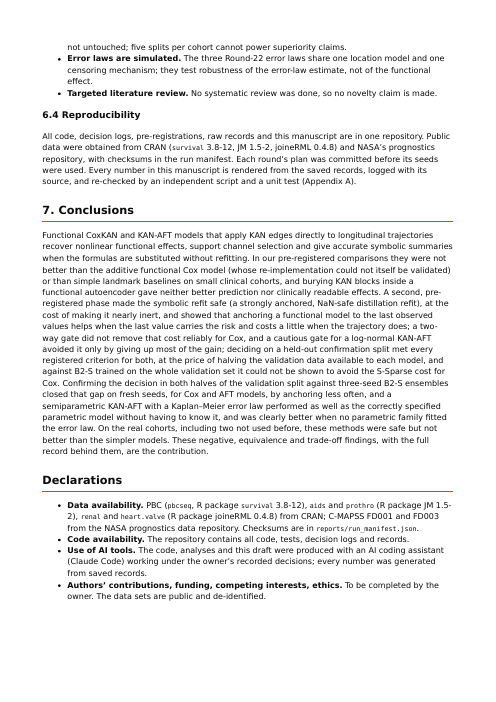 not untouched; five splits per cohort cannot power superiority claims.
• Error laws are simulated. The three Round-22 error laws share one location model and one
censoring mechanism; they test robustness of the error-law estimate, not of the functional
effect.
• Targeted literature review. No systematic review was done, so no novelty claim is made.
6.4 Reproducibility
All code, decision logs, pre-registrations, raw records and this manuscript are in one repository. Public
data were obtained from CRAN (survival 3.8-12, JM 1.5-2, joineRML 0.4.8) and NASA's prognostics
repository, with checksums in the run manifest. Each round's plan was committed before its seeds
were used. Every number in this manuscript is rendered from the saved records, logged with its
source, and re-checked by an independent script and a unit test (Appendix A).
7. Conclusions
Functional CoxKAN and KAN-AFT models that apply KAN edges directly to longitudinal trajectories
recover nonlinear functional effects, support channel selection and give accurate symbolic summaries
when the formulas are substituted without refitting. In our pre-registered comparisons they were not
better than the additive functional Cox model (whose re-implementation could not itself be validated)
or than simple landmark baselines on small clinical cohorts, and burying KAN blocks inside a
functional autoencoder gave neither better prediction nor clinically readable effects. A second, pre-
registered phase made the symbolic refit safe (a strongly anchored, NaN-safe distillation refit), at the
cost of making it nearly inert, and showed that anchoring a functional model to the last observed
values helps when the last value carries the risk and costs a little when the trajectory does; a two-
way gate did not remove that cost reliably for Cox, and a cautious gate for a log-normal KAN-AFT
avoided it only by giving up most of the gain; deciding on a held-out confirmation split met every
registered criterion for both, at the price of halving the validation data available to each model, and
against B2-S trained on the whole validation set it could not be shown to avoid the S-Sparse cost for
Cox. Confirming the decision in both halves of the validation split against three-seed B2-S ensembles
closed that gap on fresh seeds, for Cox and AFT models, by anchoring less often, and a
semiparametric KAN-AFT with a Kaplan–Meier error law performed as well as the correctly specified
parametric model without having to know it, and was clearly better when no parametric family fitted
the error law. On the real cohorts, including two not used before, these methods were safe but not
better than the simpler models. These negative, equivalence and trade-off findings, with the full
record behind them, are the contribution.
Declarations
• Data availability. PBC (pbcseq, R package survival 3.8-12), aids and prothro (R package JM 1.5-
2), renal and heart.valve (R package joineRML 0.4.8) from CRAN; C-MAPSS FD001 and FD003
from the NASA prognostics data repository. Checksums are in reports/run_manifest.json.
• Code availability. The repository contains all code, tests, decision logs and records.
• Use of AI tools. The code, analyses and this draft were produced with an AI coding assistant
(Claude Code) working under the owner's recorded decisions; every number was generated
from saved records.
• Authors' contributions, funding, competing interests, ethics. To be completed by the
owner. The data sets are public and de-identified.